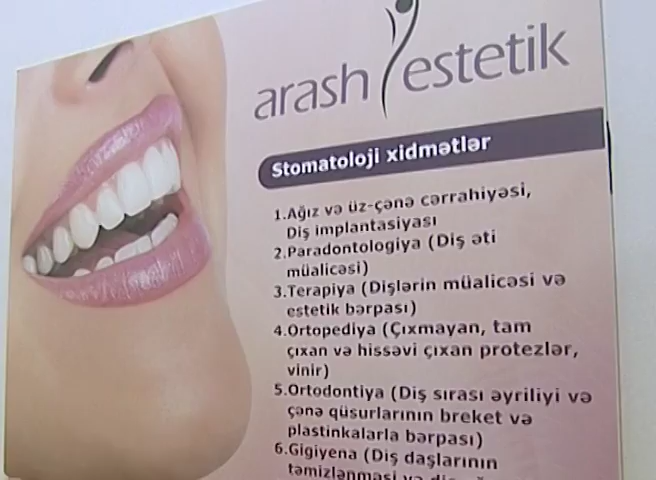 arash estetik
Stomatoloji xidmətlər
1.Ağız və üz-çənə cərrahiyəsi,
Diş implantasiyası
2.Paradontologiya (Diş əti
müalicəsi)
3.Terapiya (Dişlərin müalicəsi və
estetik bərpası)
4.Ortopediya (Çıxmayan, tam
çıxan və hissəvi çıxan protezlər,
vinir)
5.Ortodontiya (Diş sırası əyriliyi və
çənə qüsurlarının breket və
plastinkalarla bərpası)
6.Gigiyena (Diş daşlarının
təmizlənməsi və